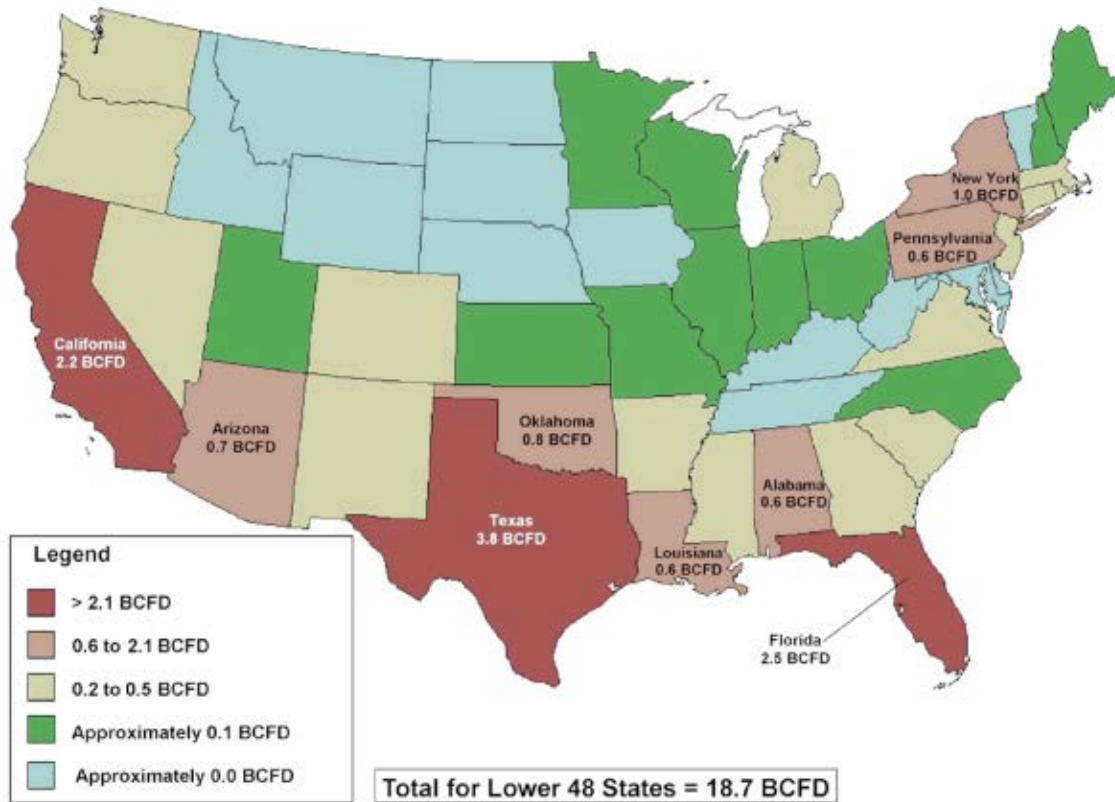 New York
1.0 BCFD
Pennsylvania
0.6 BCFD
California
2.2 BCFD
Arizona
0.7 BCFD
Oklahoma
0.8 BCFD
Alabama
0.6 BCFD
Texas
3.8 BCFD
Louisiana
0.6 BCFD
Florida
2.5 BCFD
Legend
> 2.1 BCFD
0.6 to 2.1 BCFD
0.2 to 0.5 BCFD
Approximately 0.1 BCFD
Approximately 0.0 BCFD
Total for Lower 48 States = 18.7 BCFD